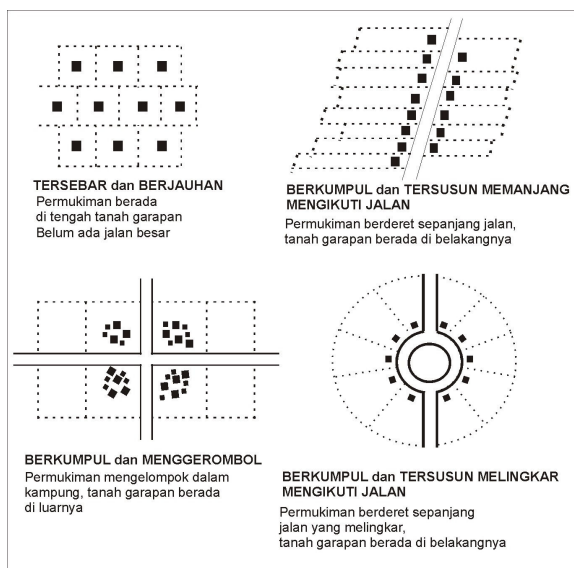 TERSEBAR dan BERJAUHAN
Permukiman berada
di tengah tanah garapan
Belum ada jalan besar
BERKUMPUL dan TERSUSUN MEMANJANG
MENGIKUTI JALAN
Permukiman berderet sepanjang jalan,
tanah garapan berada di belakangnya
BERKUMPUL dan MENGGEROMBOL
Permukiman mengelompok dalam
kampung, tanah garapan berada
di luarnya
BERKUMPUL dan TERSUSUN MELINGKAR
MENGIKUTI JALAN
Permukiman berderet sepanjang
jalan yang melingkar,
tanah garapan berada di belakangnya